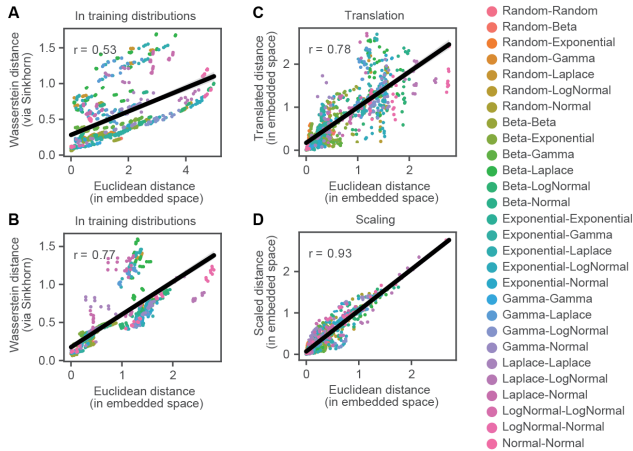 A
In training distributions
r = 0.53
Wasserstein distance
(via Sinkhorn)
1.5
1.0
0.5
0.0
0
2
4
Euclidean distance
(in embedded space)
B
In training distributions
r = 0.77
Wasserstein distance
(via Sinkhorn)
1.5
1.0
0.5
0.0
0
1
2
Euclidean distance
(in embedded space)
C
Translation
r = 0.78
Translated distance
(in embedded space)
2
1
0
0
1
2
Euclidean distance
(in embedded space)
D
Scaling
r = 0.93
Scaled distance
(in embedded space)
2
1
0
0
1
2
Euclidean distance
(in embedded space)
Random-Random
Random-Beta
Random-Exponential
Random-Gamma
Random-Laplace
Random-LogNormal
Random-Normal
Beta-Beta
Beta-Exponential
Beta-Gamma
Beta-Laplace
Beta-LogNormal
Beta-Normal
Exponential-Exponential
Exponential-Gamma
Exponential-Laplace
Exponential-LogNormal
Exponential-Normal
Gamma-Gamma
Gamma-Laplace
Gamma-LogNormal
Gamma-Normal
Laplace-Laplace
Laplace-LogNormal
Laplace-Normal
LogNormal-LogNormal
LogNormal-Normal
Normal-Normal